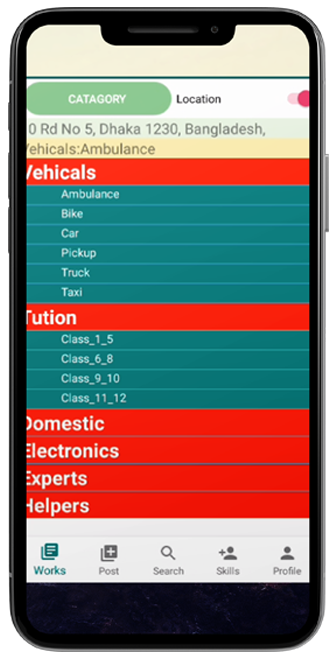 CATAGORY Location
0 Rd No 5, Dhaka 1230, Bangladesh,
Vehicals:Ambulance
Vehicals
Ambulance
Bike
Car
Pickup
Truck
Taxi
Tution
Class_1_5
Class_6_8
Class_9_10
Class_11_12
Domestic
Electronics
Experts
Helpers
Works Post Search Skills Profile